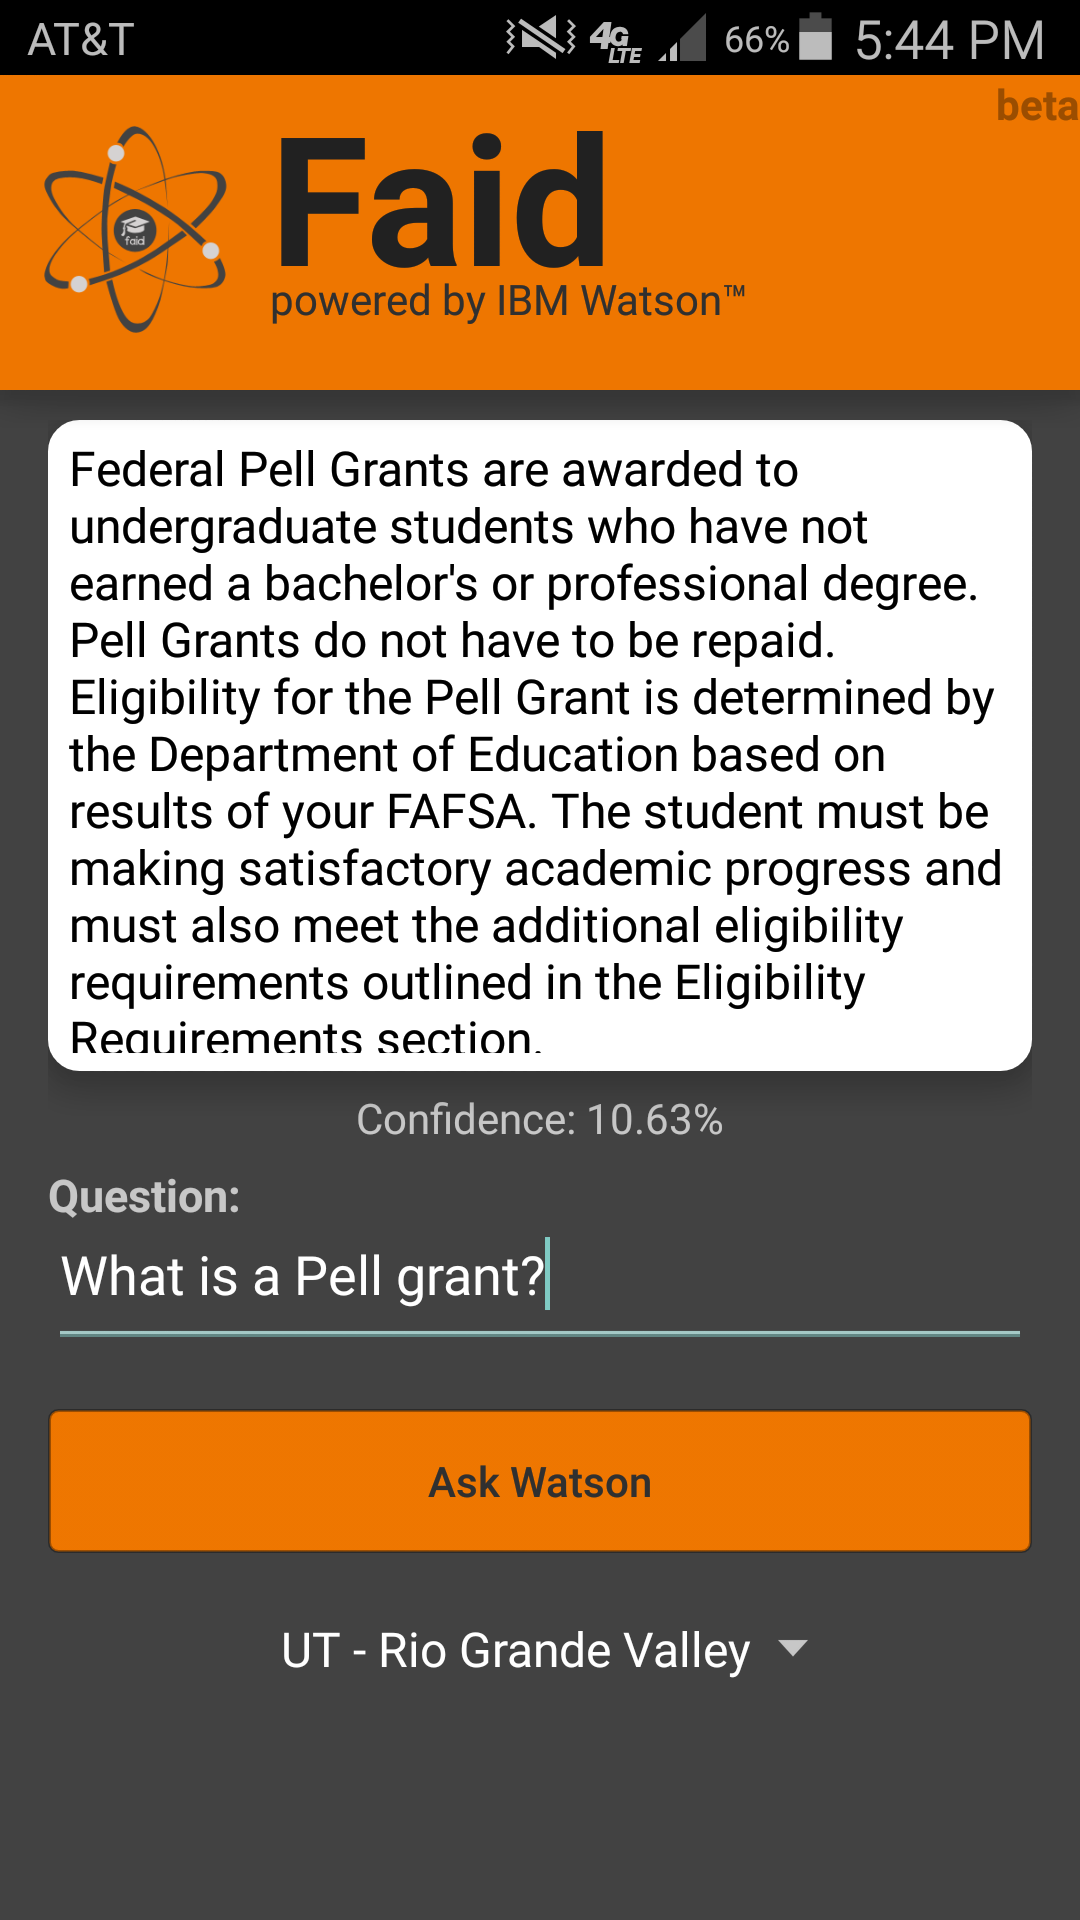 AT&T 4G LTE 66% 5:44 PM
beta
faid
Faid
powered by IBM Watson™
Federal Pell Grants are awarded to
undergraduate students who have not
earned a bachelor's or professional degree.
Pell Grants do not have to be repaid.
Eligibility for the Pell Grant is determined by
the Department of Education based on
results of your FAFSA. The student must be
making satisfactory academic progress and
must also meet the additional eligibility
requirements outlined in the Eligibility
Requirements section.
Confidence: 10.63%
Question:
What is a Pell grant?
Ask Watson
UT - Rio Grande Valley